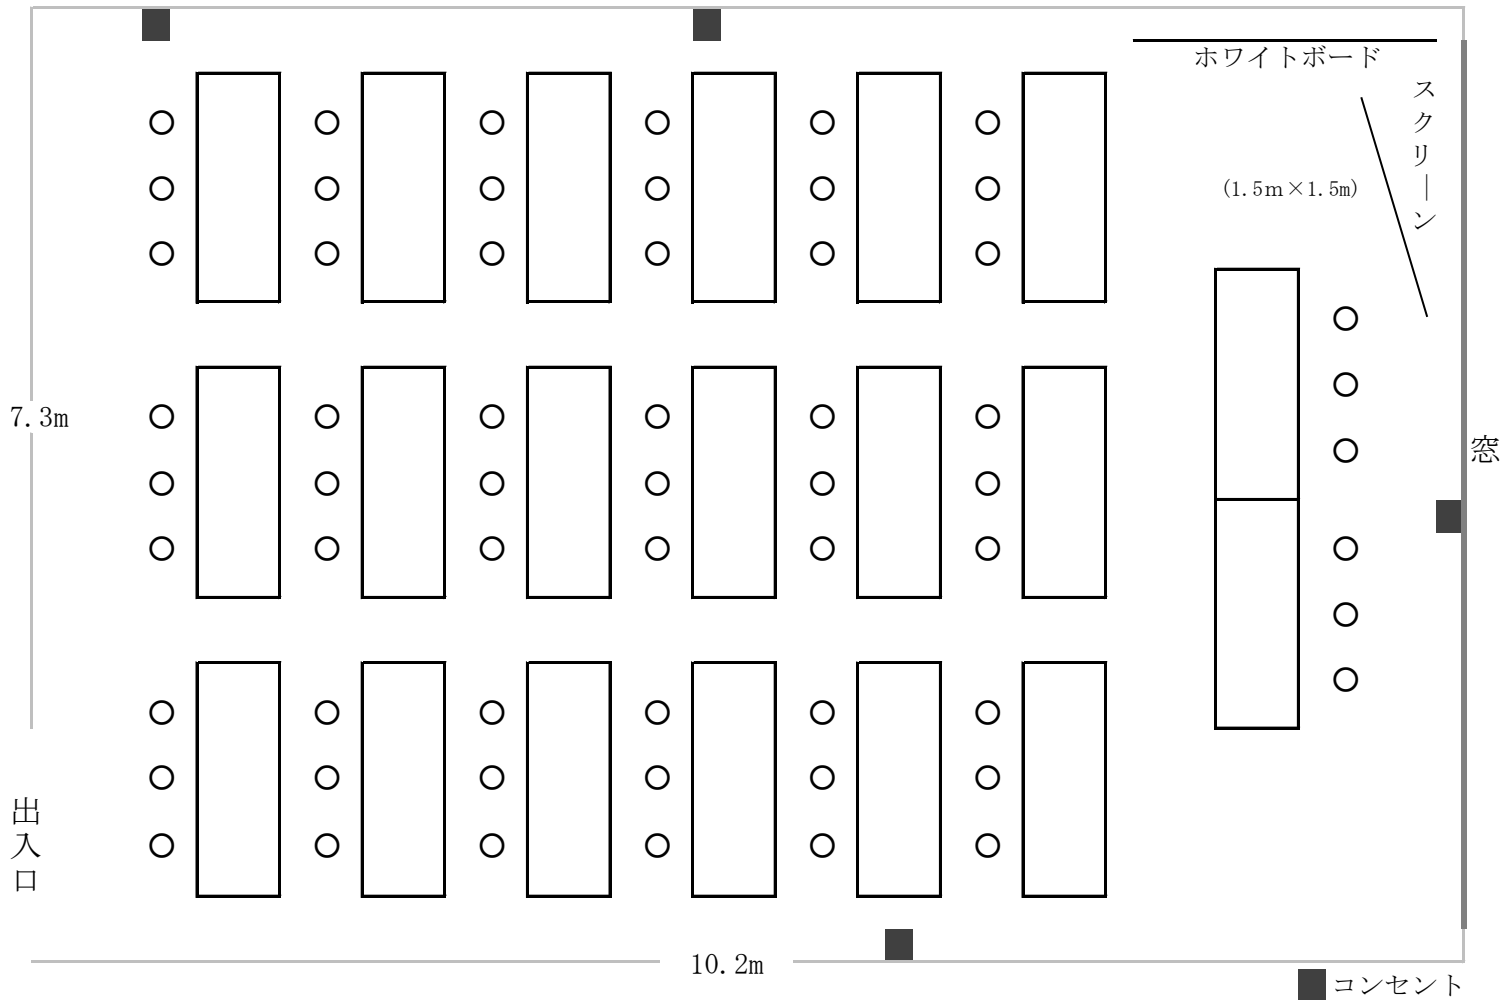 ホワイトボード
スクリーン
(1.5m×1.5m)
7.3m
窓
出入口
10.2m
コンセント